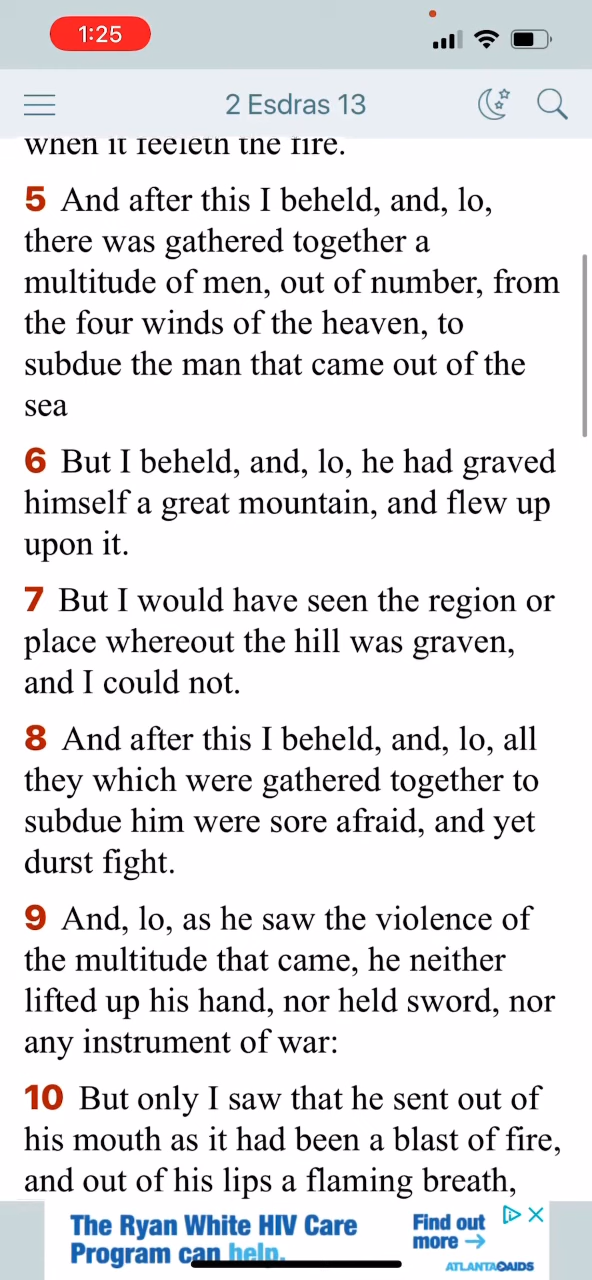 1:25
2 Esdras 13
when it feeleth the fire.
5 And after this I beheld, and, lo,
there was gathered together a
multitude of men, out of number, from
the four winds of the heaven, to
subdue the man that came out of the
sea
6 But I beheld, and, lo, he had graved
himself a great mountain, and flew up
upon it.
7 But I would have seen the region or
place whereout the hill was graven,
and I could not.
8 And after this I beheld, and, lo, all
they which were gathered together to
subdue him were sore afraid, and yet
durst fight.
9 And, lo, as he saw the violence of
the multitude that came, he neither
lifted up his hand, nor held sword, nor
any instrument of war:
10 But only I saw that he sent out of
his mouth as it had been a blast of fire,
and out of his lips a flaming breath,
The Ryan White HIV Care
Program can help.
Find out
more →
ATLANTA AIDS